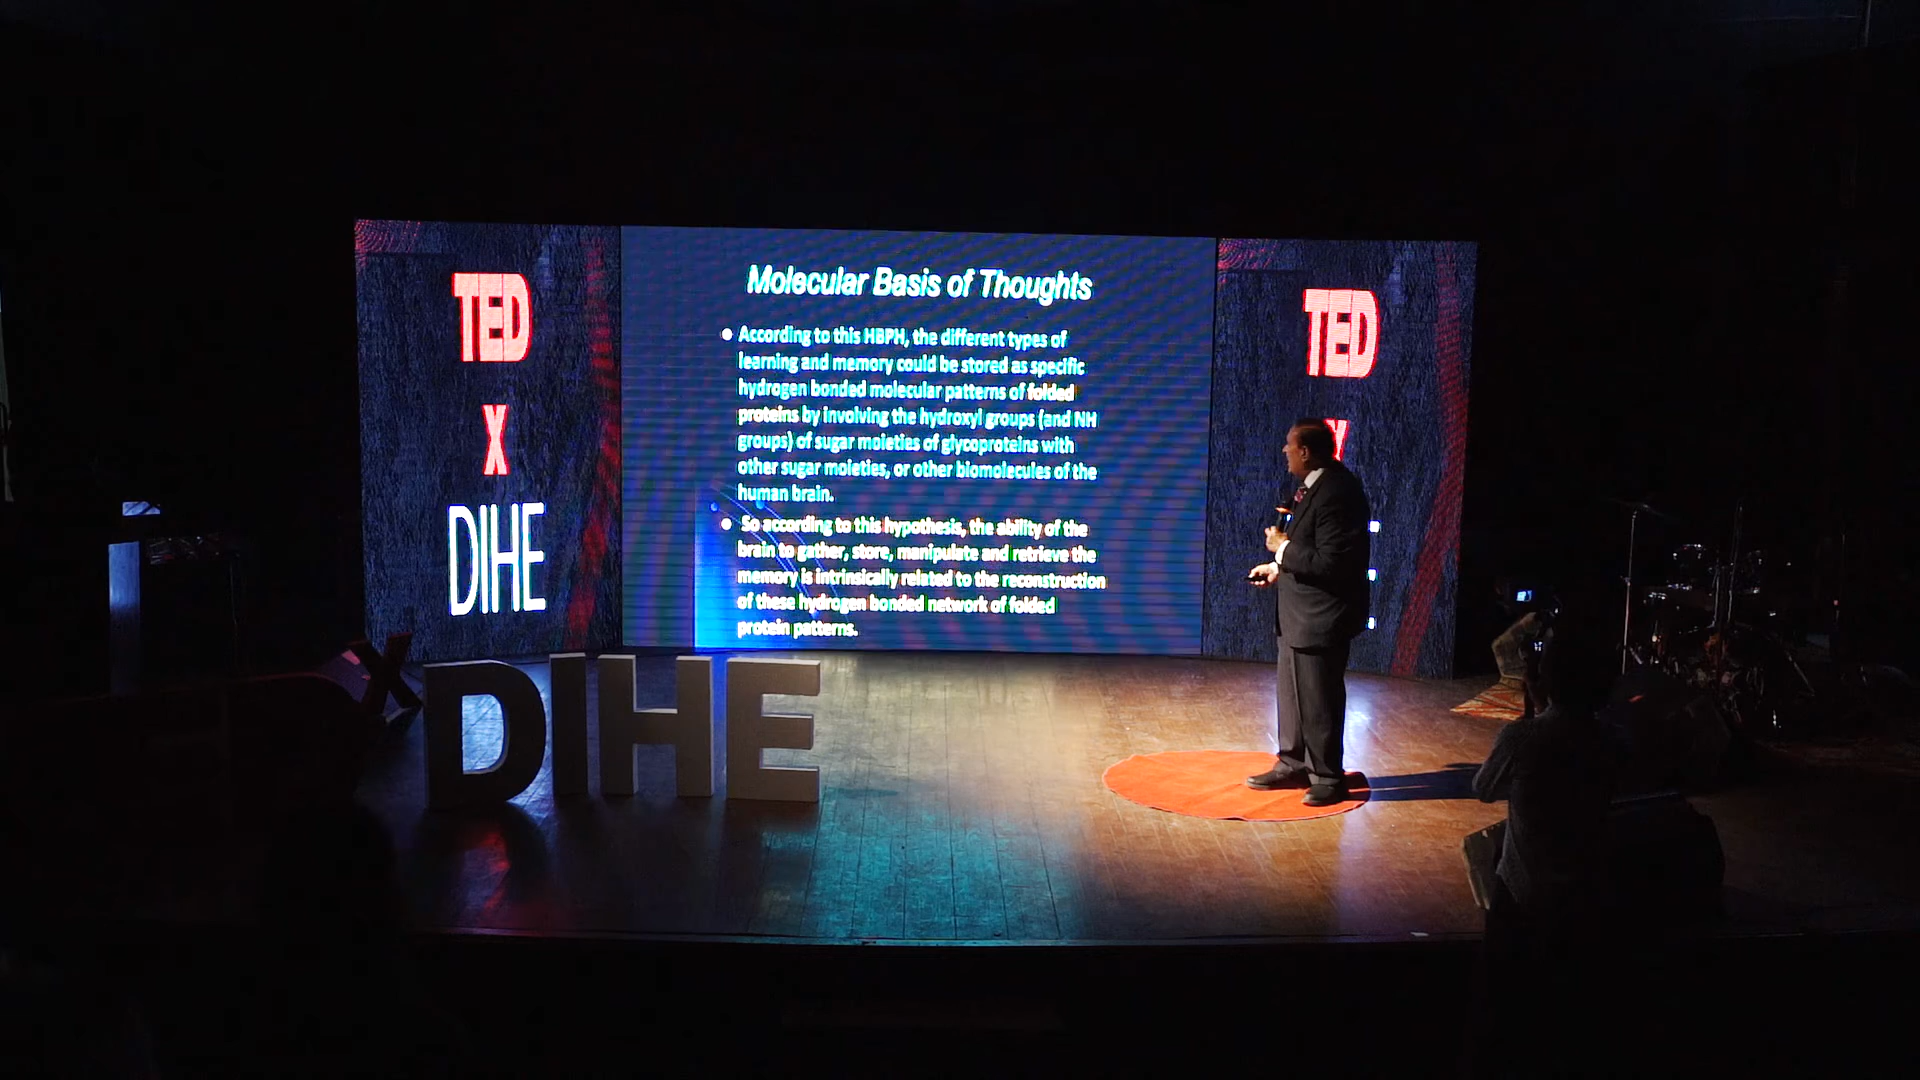 TED
X
DIHE
Molecular Basis of Thoughts
According to this HBPH, the different types of
learning and memory could be stored as specific
hydrogen bonded molecular patterns of folded
proteins by involving the hydroxyl groups (and NH
groups) of sugar moieties of glycoproteins with
other sugar moieties, or other biomolecules of the
human brain.
So according to this hypothesis, the ability of the
brain to gather, store, manipulate and retrieve the
memory is intrinsically related to the reconstruction
of these hydrogen bonded network of folded
protein patterns.
TED
X
X DIHE